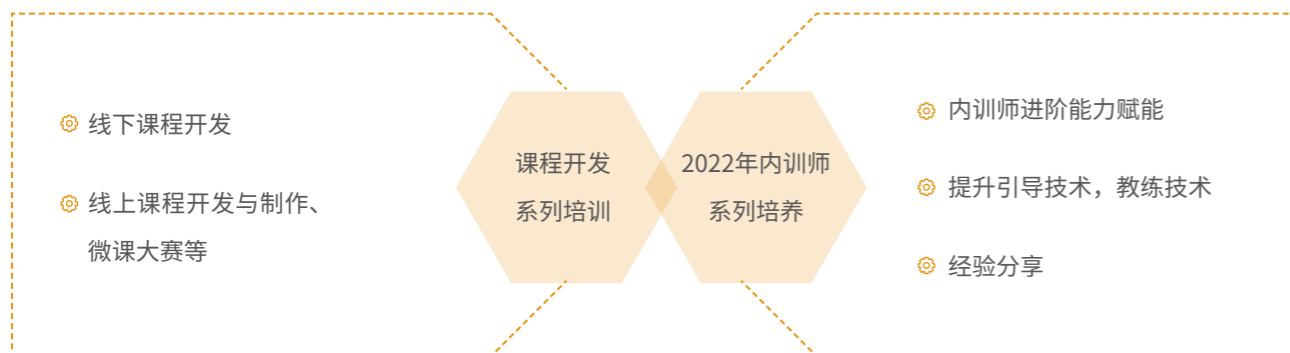 线下课程开发
线上课程开发与制作、
微课大赛等
课程开发
系列培训
2022年内训师
系列培养
内训师进阶能力赋能
提升引导技术，教练技术
经验分享